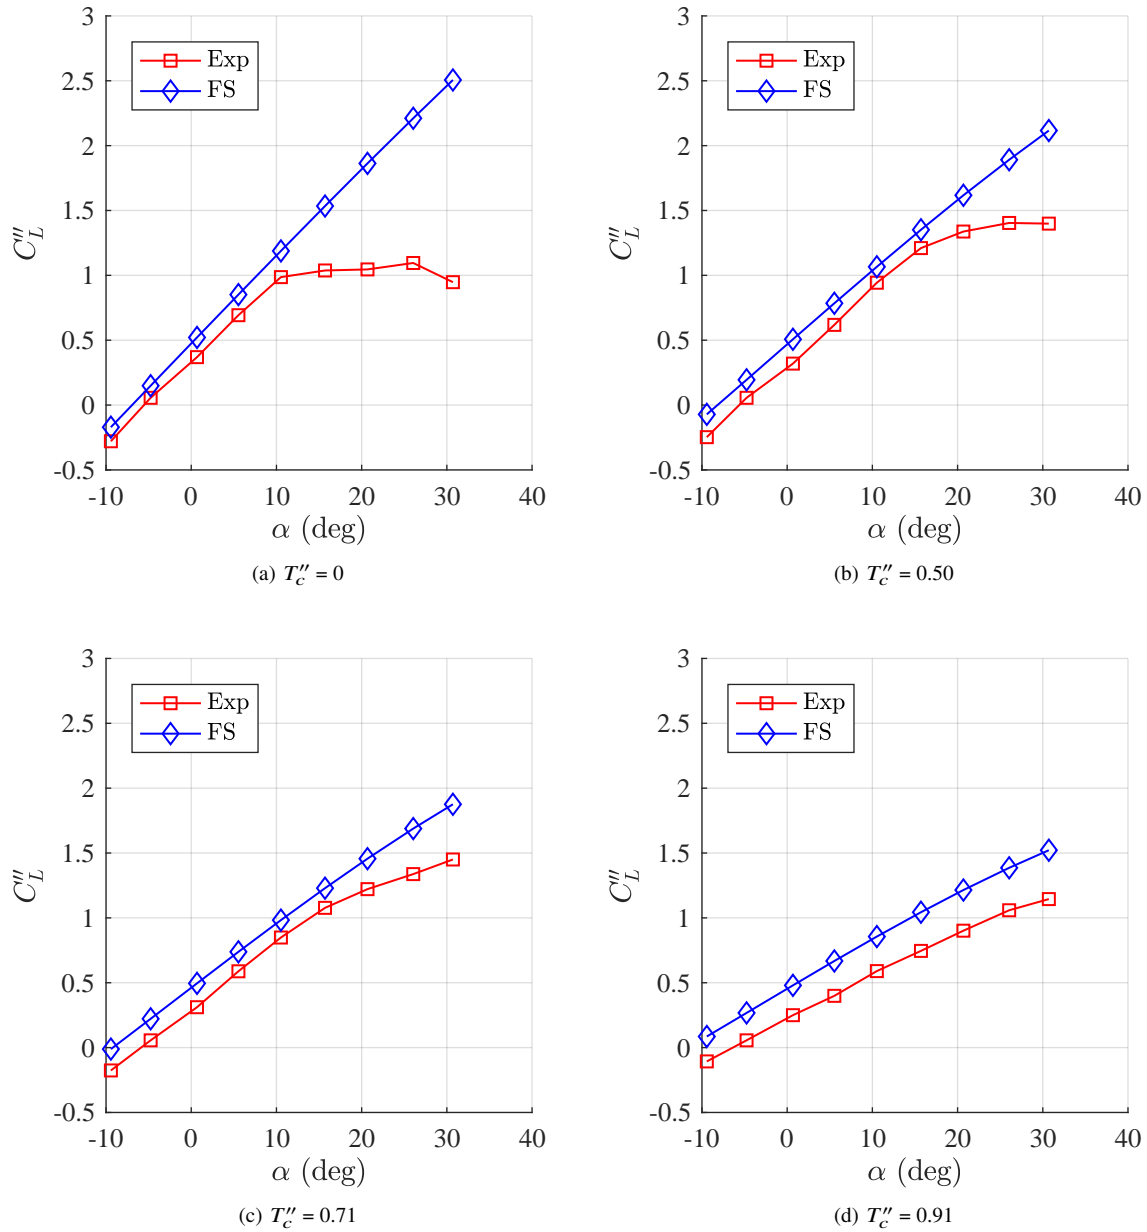 3
2.5
2
1.5
1
0.5
0
-0.5
C″_L
Exp
FS
-10 0 10 20 30 40
α (deg)
(a) T″_c = 0
3
2.5
2
1.5
1
0.5
0
-0.5
C″_L
Exp
FS
-10 0 10 20 30 40
α (deg)
(b) T″_c = 0.50
3
2.5
2
1.5
1
0.5
0
-0.5
C″_L
Exp
FS
-10 0 10 20 30 40
α (deg)
(c) T″_c = 0.71
3
2.5
2
1.5
1
0.5
0
-0.5
C″_L
Exp
FS
-10 0 10 20 30 40
α (deg)
(d) T″_c = 0.91